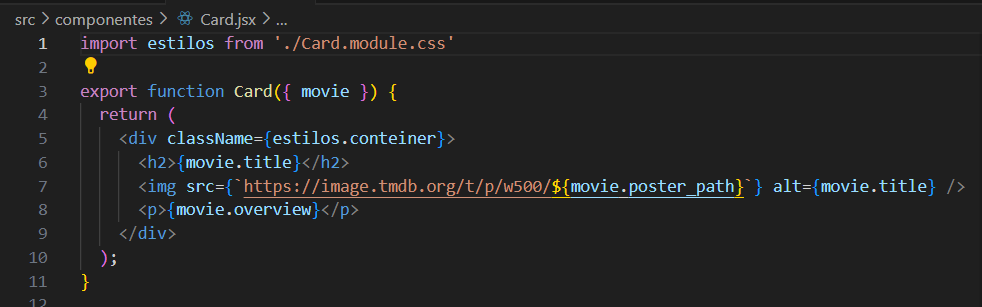 src > componentes > Card.jsx > ...
1 import estilos from './Card.module.css'
2
3 export function Card({ movie }) {
4   return (
5     <div className={estilos.conteiner}>
6       <h2>{movie.title}</h2>
7       <img src={`https://image.tmdb.org/t/p/w500/${movie.poster_path}`} alt={movie.title} />
8       <p>{movie.overview}</p>
9     </div>
10   );
11 }
12